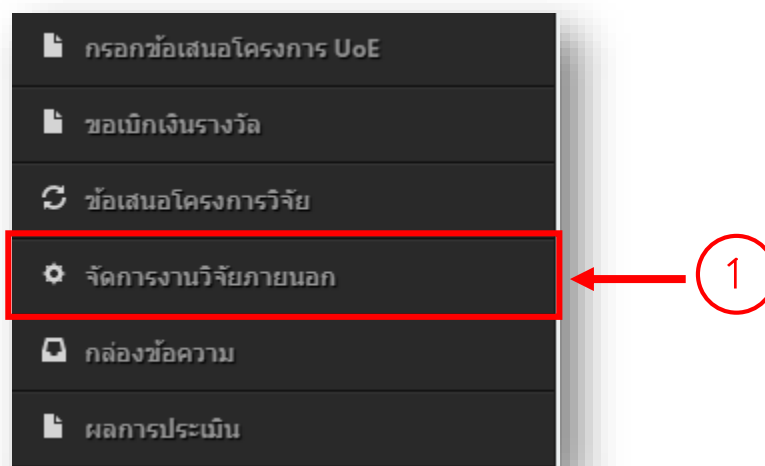 กรอกข้อเสนอโครงการ UoE
ขอเบิกเงินรางวัล
ข้อเสนอโครงการวิจัย
จัดการงานวิจัยภายนอก
1
กล่องข้อความ
ผลการประเมิน